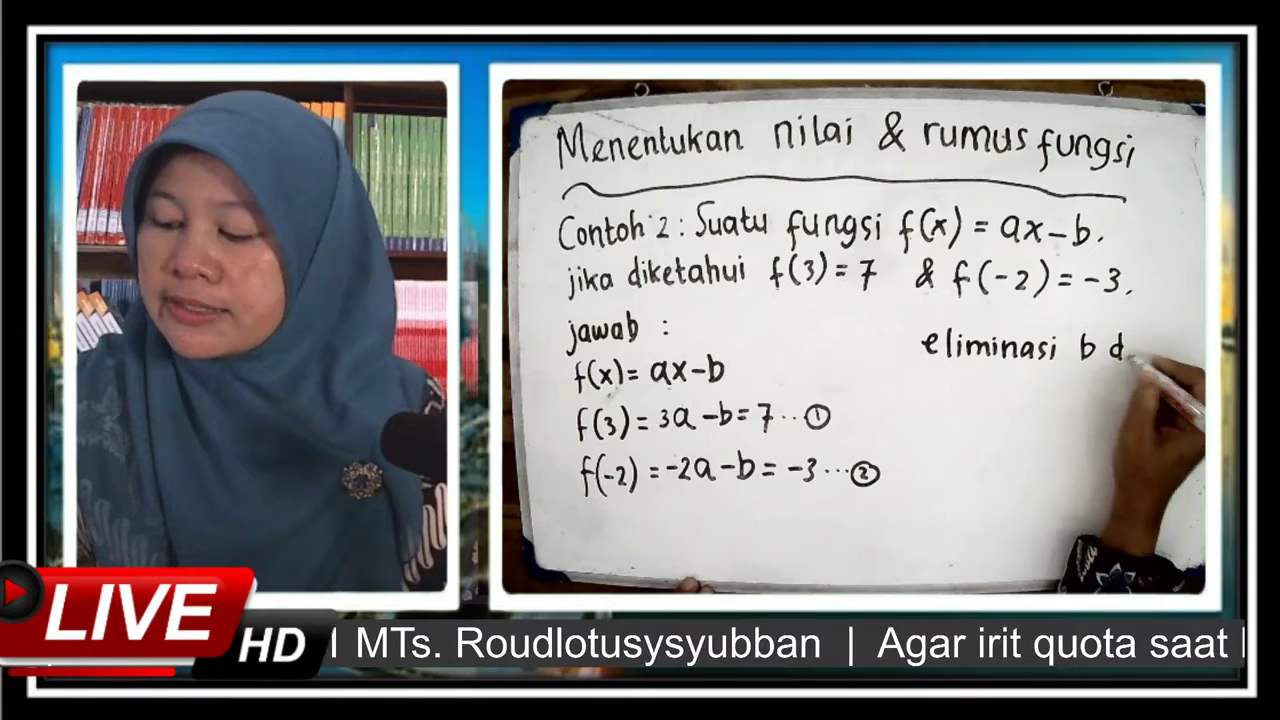 Menentukan nilai & rumus fungsi
Contoh 2 : Suatu fungsi f(x) = ax - b.
jika diketahui f(3) = 7 & f(-2) = -3.
jawab :
eliminasi b d
f(x) = ax - b
f(3) = 3a - b = 7 .. ①
f(-2) = -2a - b = -3 ... ②
LIVE
HD
MTs. Roudlotusysyubban | Agar irit quota saat